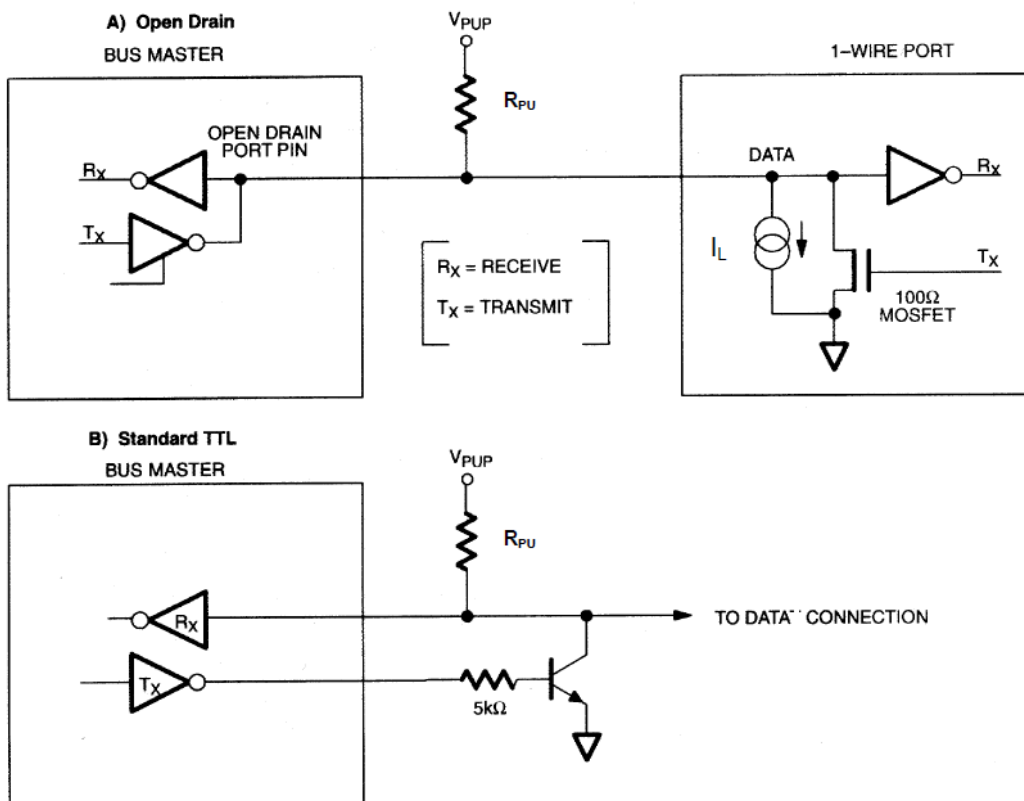 A) Open Drain
BUS MASTER
VPUP
1–WIRE PORT
RPU
OPEN DRAIN
PORT PIN
RX
TX
DATA
RX
IL
TX
100Ω
MOSFET
RX = RECEIVE
TX = TRANSMIT
B) Standard TTL
BUS MASTER
VPUP
RPU
RX
TO DATA CONNECTION
TX
5kΩ